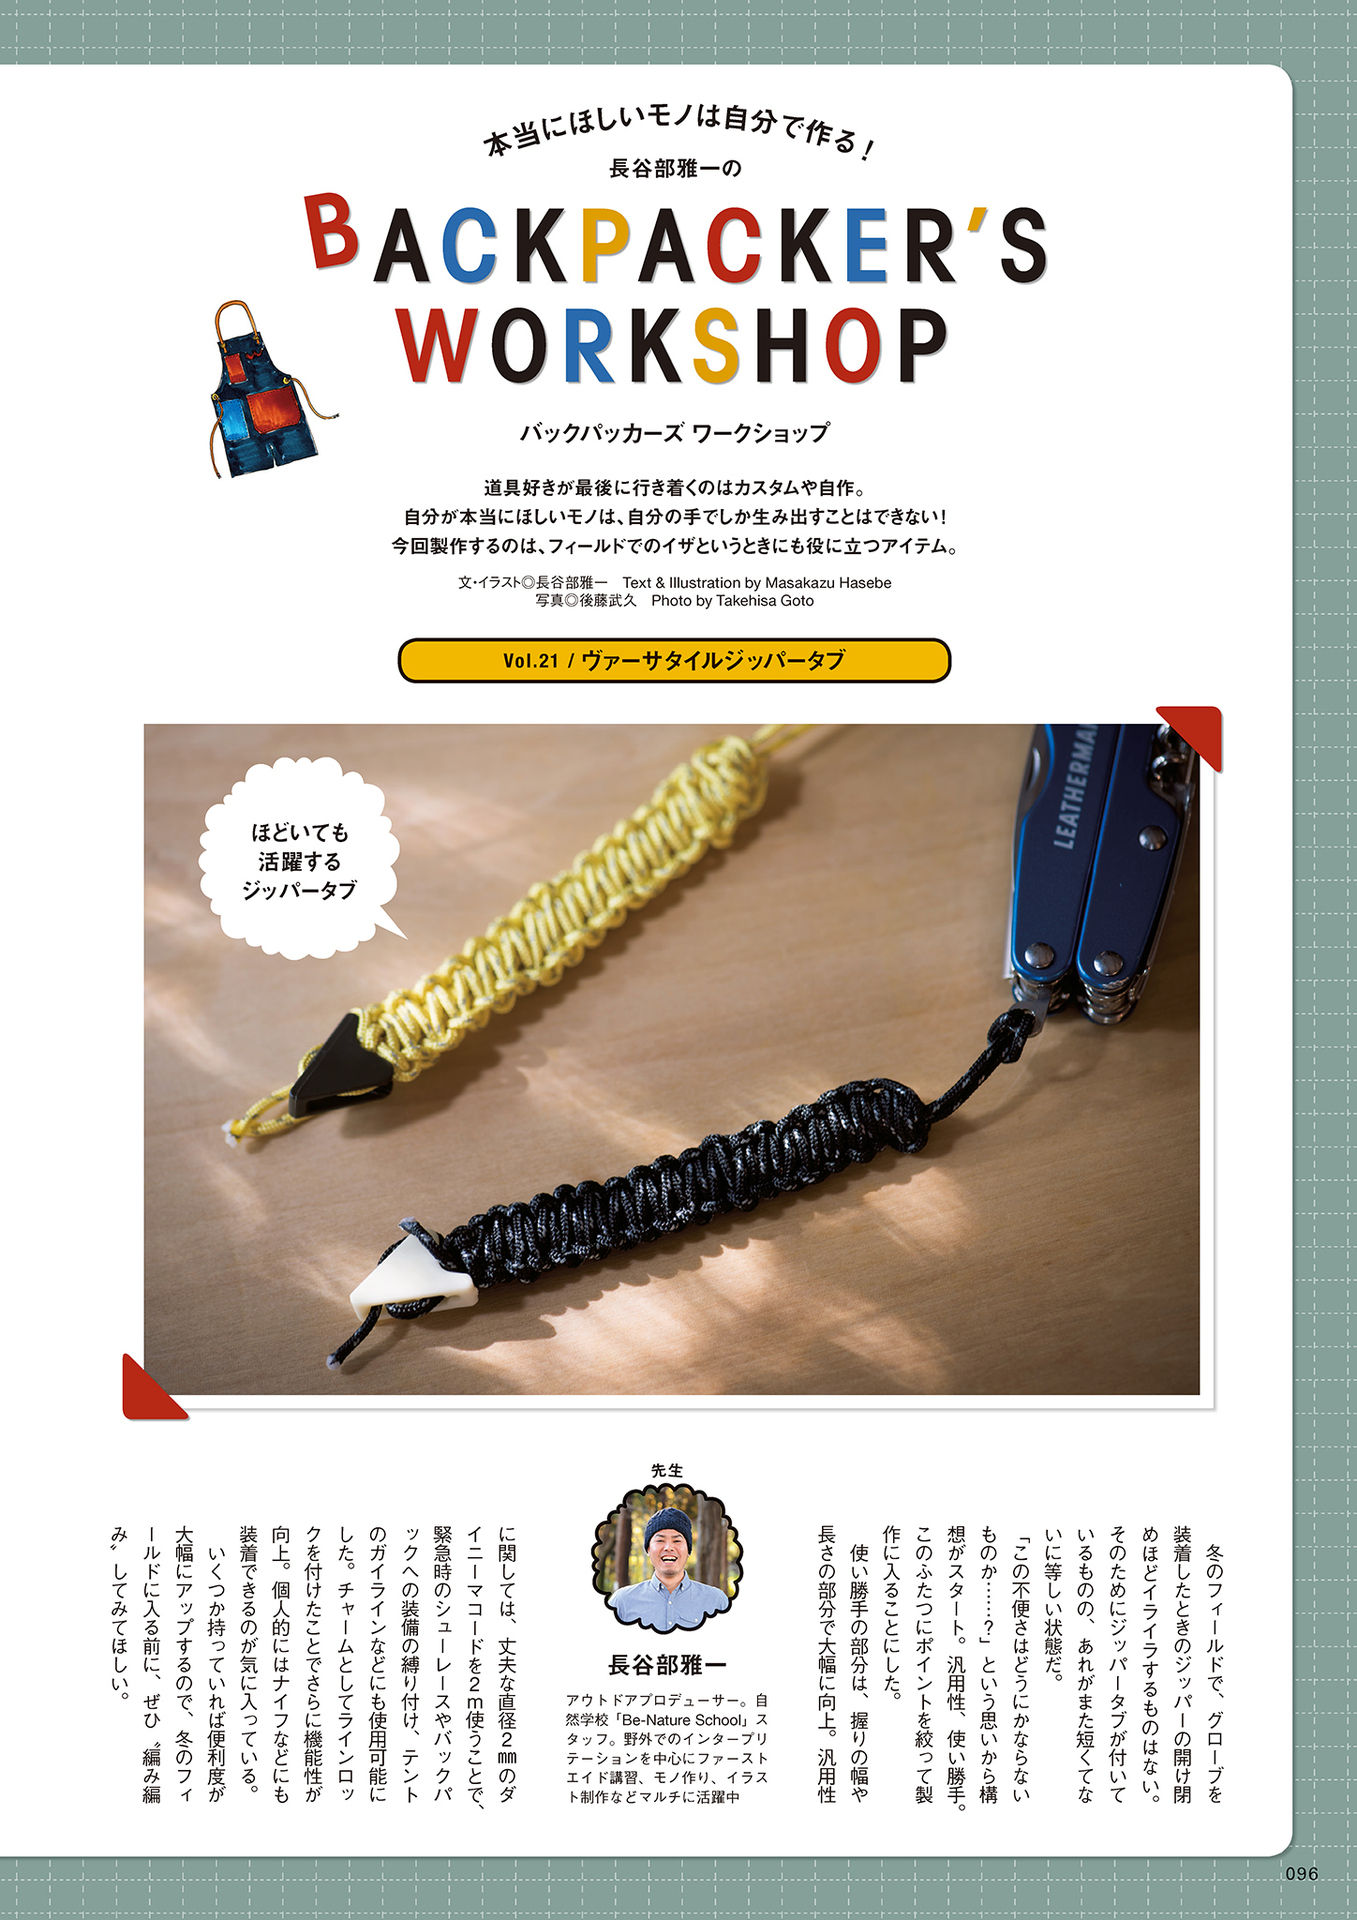 本当にほしいモノは自分で作る！
長谷部雅一の
BACKPACKER'S
WORKSHOP
バックパッカーズ ワークショップ
道具好きが最後に行き着くのはカスタムや自作。
自分が本当にほしいモノは、自分の手でしか生み出すことはできない！
今回製作するのは、フィールドでのイザというときにも役に立つアイテム。
文・イラスト◎長谷部雅一　Text & Illustration by Masakazu Hasebe
写真◎後藤武久　Photo by Takehisa Goto
Vol.21 / ヴァーサタイルジッパータブ
ほどいても
活躍する
ジッパータブ
LEATHERMAN
冬のフィールドで、グローブを
装着したときのジッパーの開け閉
めほどイライラするものはない。
そのためにジッパータブが付いて
いるものの、あれがまた短くてな
いに等しい状態だ。
「この不便さはどうにかならない
ものか……？」という思いから構
想がスタート。汎用性、使い勝手。
このふたつにポイントを絞って製
作に入ることにした。
使い勝手の部分は、握りの幅や
長さの部分で大幅に向上。汎用性
に関しては、丈夫な直径2㎜のダ
イニーマコードを2m使うことで、
緊急時のシューレースやバックパ
ックへの装備の縛り付け、テント
のガイラインなどにも使用可能に
した。チャームとしてラインロッ
クを付けたことでさらに機能性が
向上。個人的にはナイフなどにも
装着できるのが気に入っている。
いくつか持っていれば便利度が
大幅にアップするので、冬のフィ
ールドに入る前に、ぜひ〝編み編
み〟してみてほしい。
先生
長谷部雅一
アウトドアプロデューサー。自
然学校「Be-Nature School」ス
タッフ。野外でのインタープリ
テーションを中心にファースト
エイド講習、モノ作り、イラス
ト制作などマルチに活躍中
096